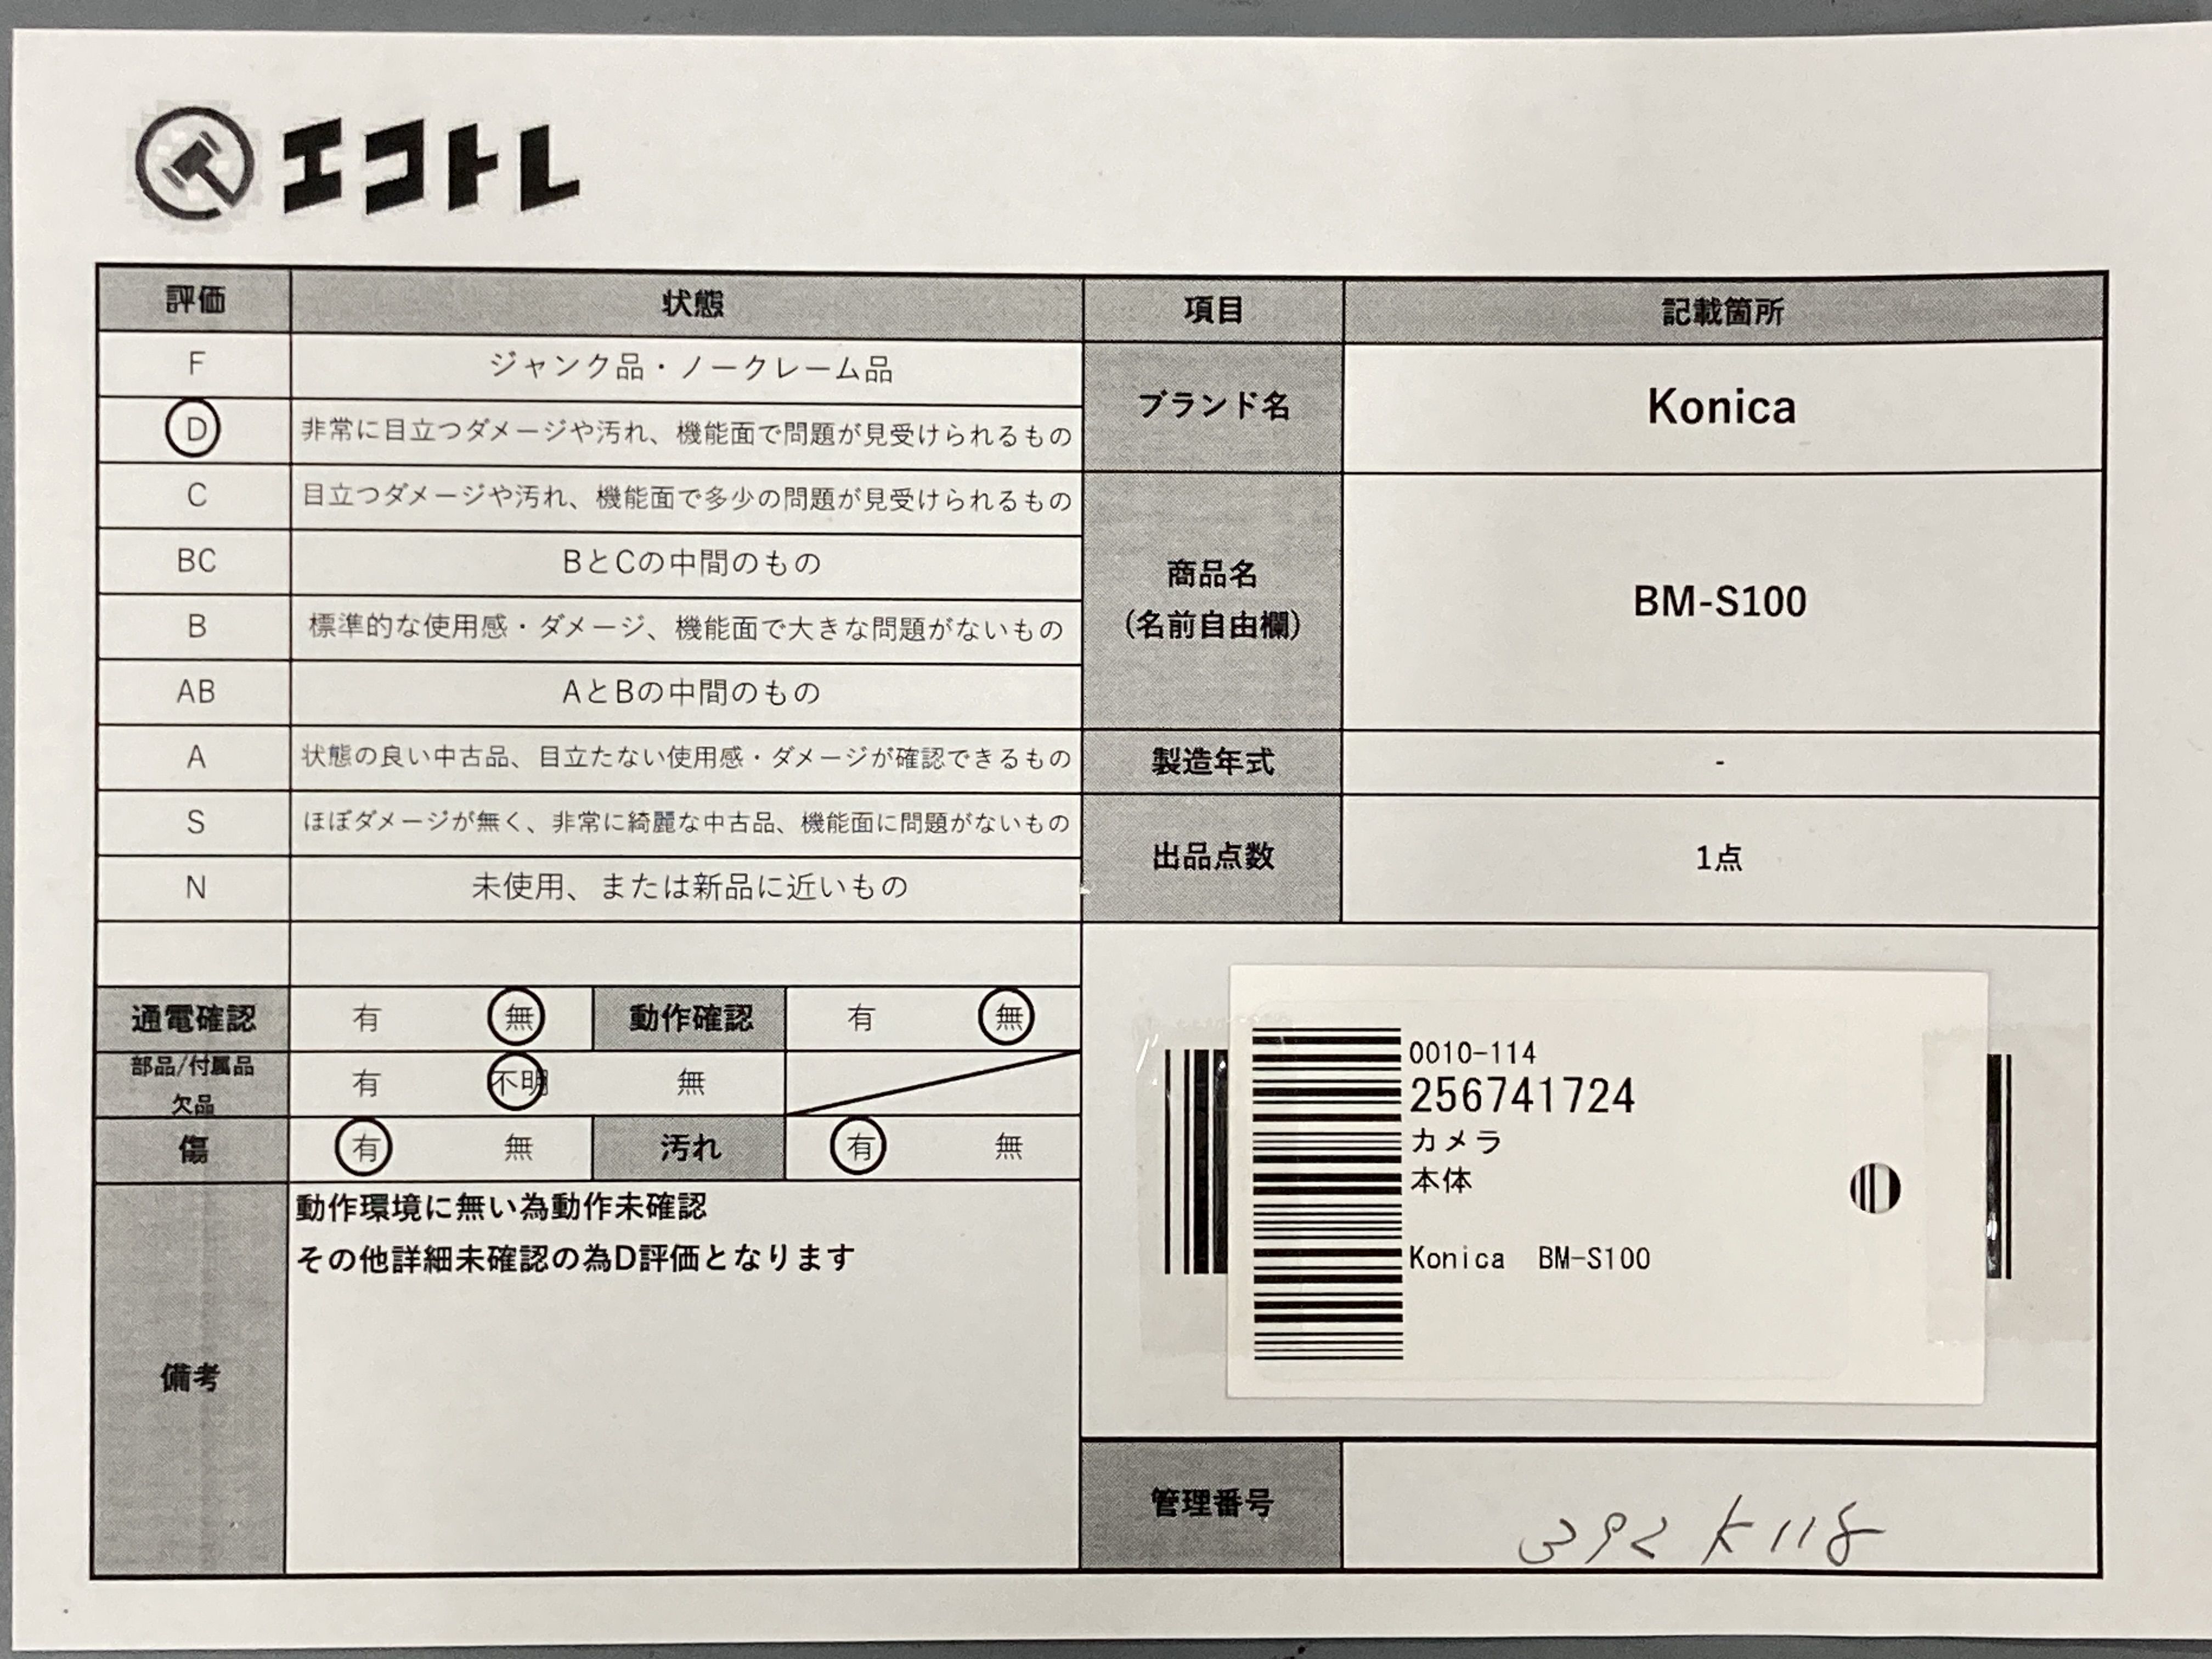 エコトレ
評価 状態 項目 記載箇所
F ジャンク品・ノークレーム品
D 非常に目立つダメージや汚れ、機能面で問題が見受けられるもの
ブランド名 Konica
C 目立つダメージや汚れ、機能面で多少の問題が見受けられるもの
BC BとCの中間のもの
B 標準的な使用感・ダメージ、機能面で大きな問題がないもの
商品名
(名前自由欄)
BM-S100
AB AとBの中間のもの
A 状態の良い中古品、目立たない使用感・ダメージが確認できるもの
製造年式 -
S ほぼダメージが無く、非常に綺麗な中古品、機能面に問題がないもの
出品点数 1点
N 未使用、または新品に近いもの
通電確認 有 無 動作確認 有 無
部品/付属品
欠品
有 不明 無
傷 有 無 汚れ 有 無
備考
動作環境に無い為動作未確認
その他詳細未確認の為D評価となります
0010-114
256741724
カメラ
本体
Konica BM-S100
管理番号 392 K118